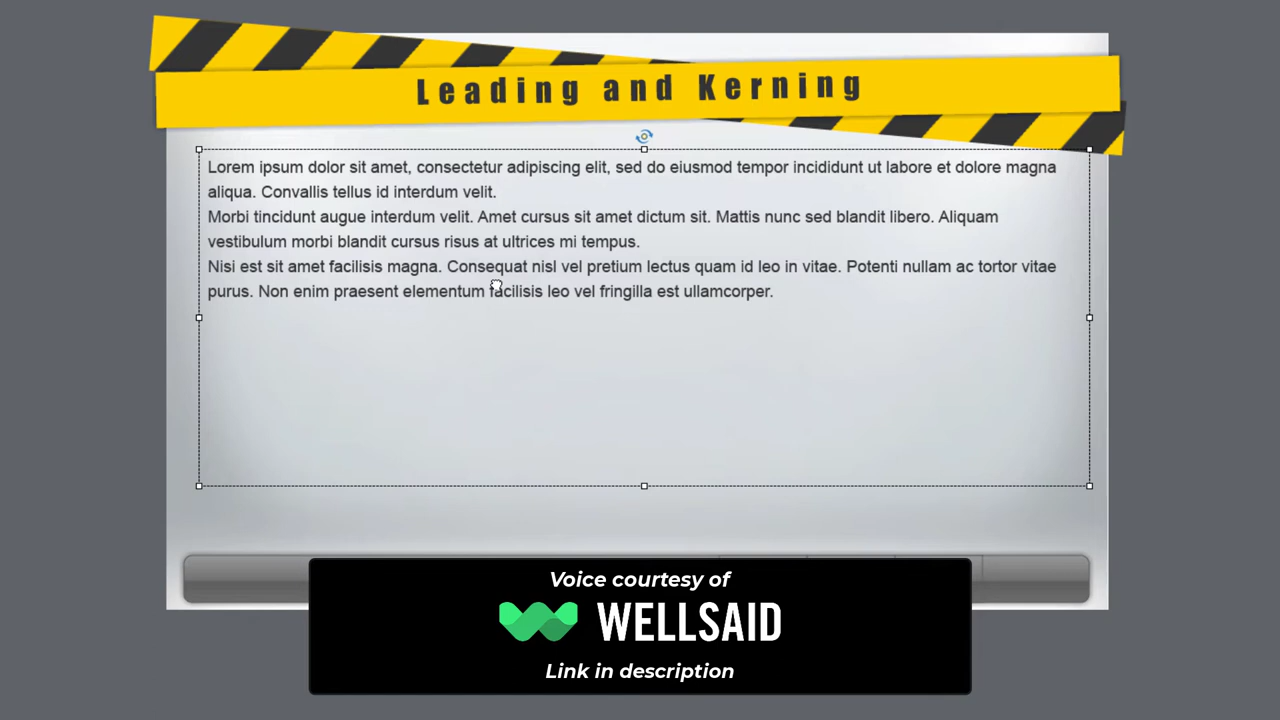 Leading and Kerning
Lorem ipsum dolor sit amet, consectetur adipiscing elit, sed do eiusmod tempor incididunt ut labore et dolore magna
aliqua. Convallis tellus id interdum velit.
Morbi tincidunt augue interdum velit. Amet cursus sit amet dictum sit. Mattis nunc sed blandit libero. Aliquam
vestibulum morbi blandit cursus risus at ultrices mi tempus.
Nisi est sit amet facilisis magna. Consequat nisl vel pretium lectus quam id leo in vitae. Potenti nullam ac tortor vitae
purus. Non enim praesent elementum facilisis leo vel fringilla est ullamcorper.
Voice courtesy of
WELLSAID
Link in description